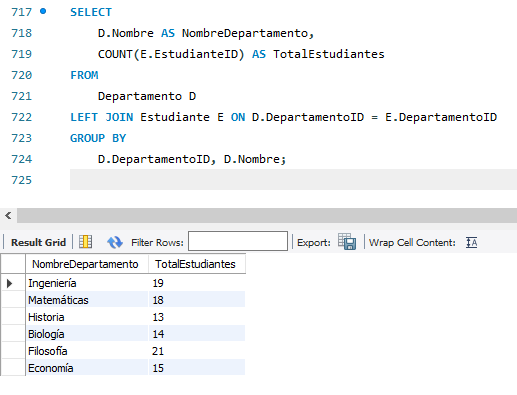 717 SELECT
718 D.Nombre AS NombreDepartamento,
719 COUNT(E.EstudianteID) AS TotalEstudiantes
720 FROM
721 Departamento D
722 LEFT JOIN Estudiante E ON D.DepartamentoID = E.DepartamentoID
723 GROUP BY
724 D.DepartamentoID, D.Nombre;
725
Result Grid Filter Rows: Export: Wrap Cell Content:
NombreDepartamento TotalEstudiantes
Ingeniería 19
Matemáticas 18
Historia 13
Biología 14
Filosofía 21
Economía 15